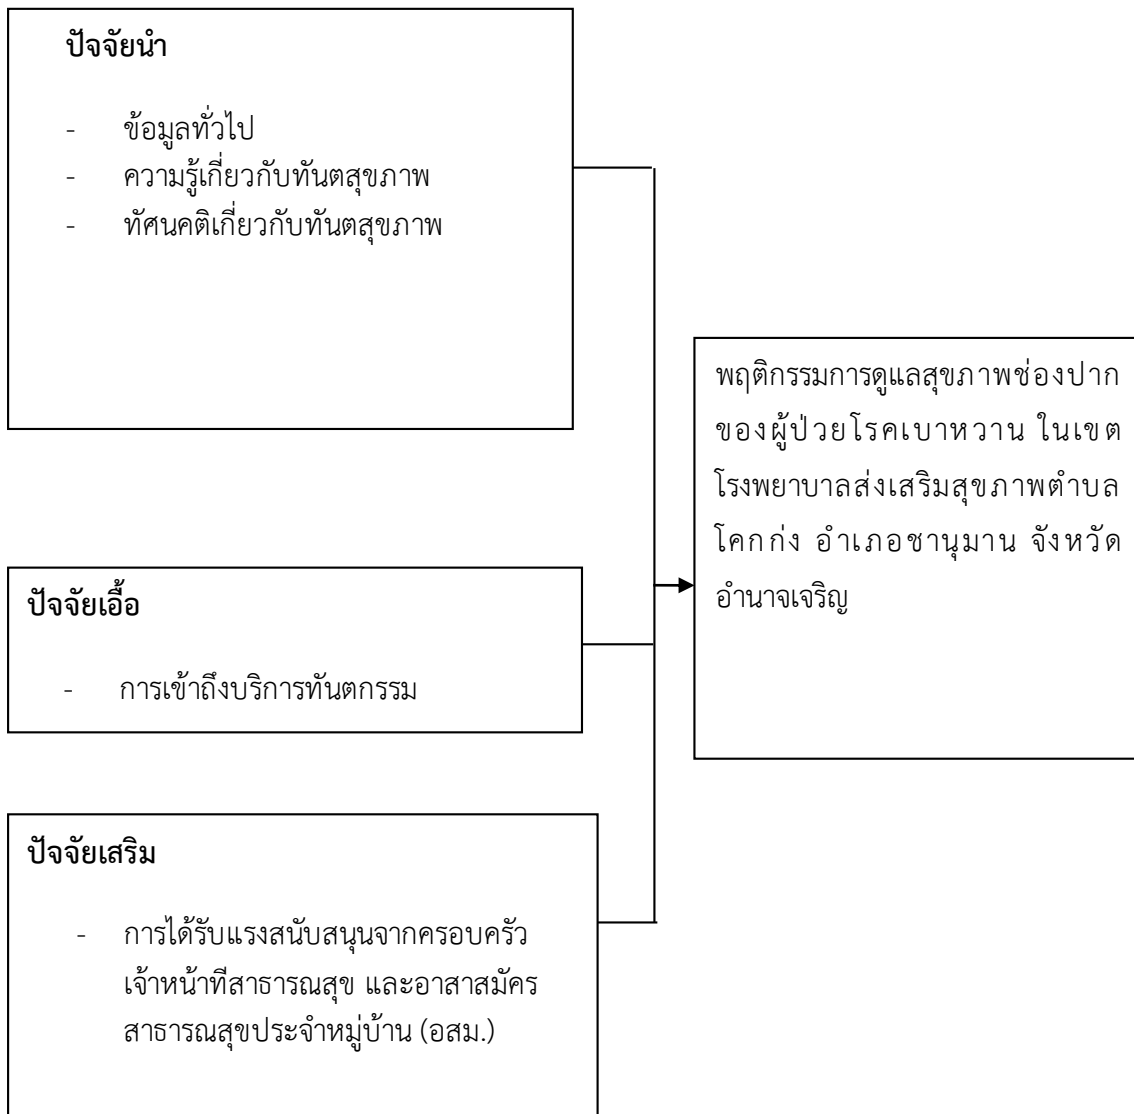 ปัจจัยนำ
- ข้อมูลทั่วไป
- ความรู้เกี่ยวกับทันตสุขภาพ
- ทัศนคติเกี่ยวกับทันตสุขภาพ
พฤติกรรมการดูแลสุขภาพช่องปาก
ของผู้ป่วยโรคเบาหวาน ในเขต
โรงพยาบาลส่งเสริมสุขภาพตำบล
โคกก่ง อำเภอชานุมาน จังหวัด
อำนาจเจริญ
ปัจจัยเอื้อ
- การเข้าถึงบริการทันตกรรม
ปัจจัยเสริม
- การได้รับแรงสนับสนุนจากครอบครัว
เจ้าหน้าที่สาธารณสุข และอาสาสมัคร
สาธารณสุขประจำหมู่บ้าน (อสม.)